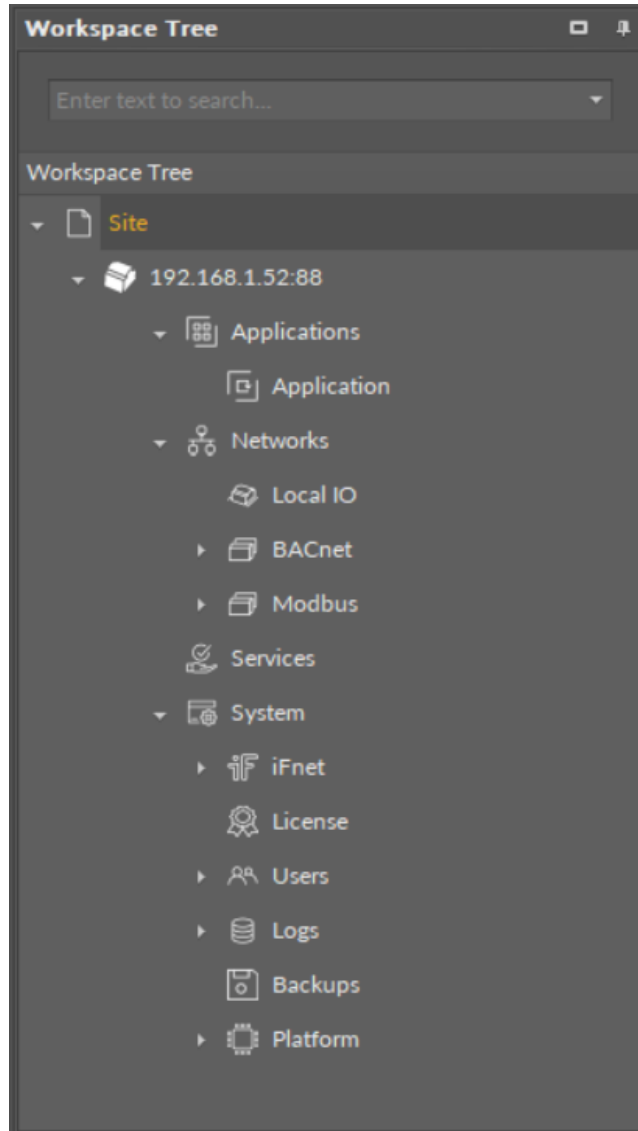 Workspace Tree
Enter text to search...
Workspace Tree
Site
192.168.1.52:88
Applications
Application
Networks
Local IO
BACnet
Modbus
Services
System
iFnet
License
Users
Logs
Backups
Platform